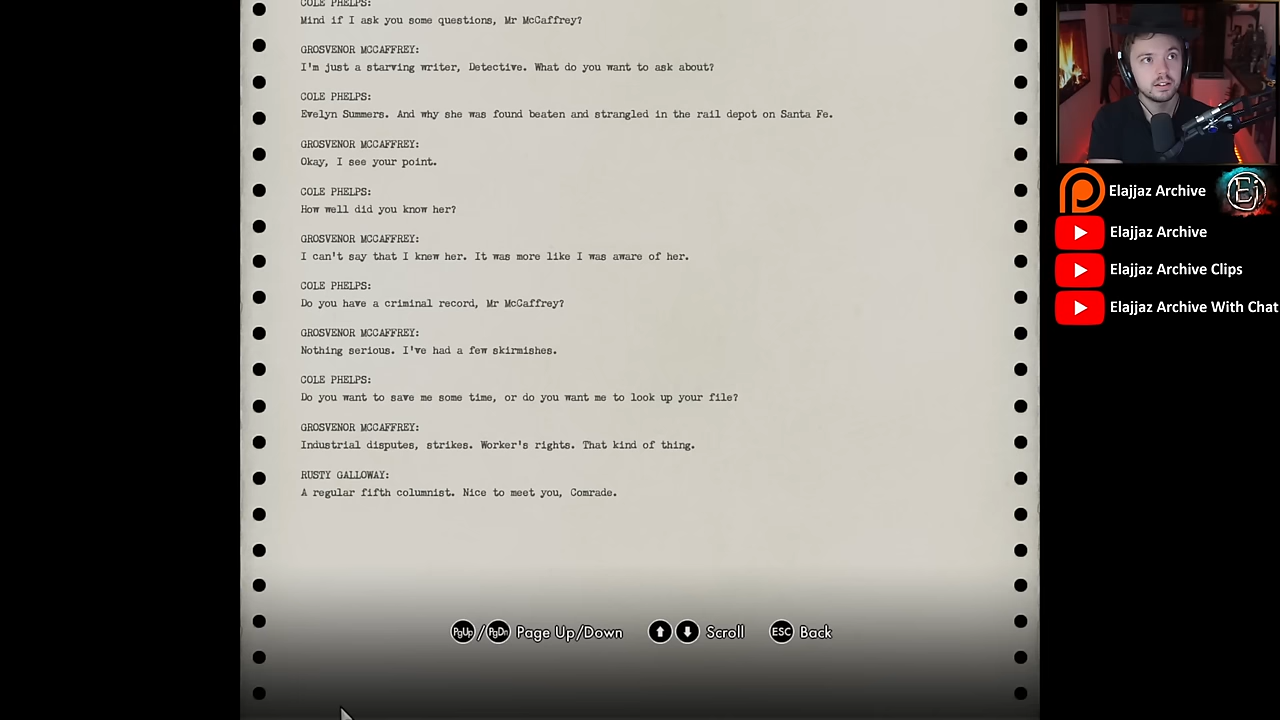 COLE PHELPS:
Mind if I ask you some questions, Mr McCaffrey?
GROSVENOR MCCAFFREY:
I'm just a starving writer, Detective. What do you want to ask about?
COLE PHELPS:
Evelyn Summers. And why she was found beaten and strangled in the rail depot on Santa Fe.
GROSVENOR MCCAFFREY:
Okay, I see your point.
COLE PHELPS:
How well did you know her?
GROSVENOR MCCAFFREY:
I can't say that I knew her. It was more like I was aware of her.
COLE PHELPS:
Do you have a criminal record, Mr McCaffrey?
GROSVENOR MCCAFFREY:
Nothing serious. I've had a few skirmishes.
COLE PHELPS:
Do you want to save me some time, or do you want me to look up your file?
GROSVENOR MCCAFFREY:
Industrial disputes, strikes. Worker's rights. That kind of thing.
RUSTY GALLOWAY:
A regular fifth columnist. Nice to meet you, Comrade.
PgUp / PgDn Page Up/Down Scroll ESC Back
Elajjaz Archive Ej
Elajjaz Archive
Elajjaz Archive Clips
Elajjaz Archive With Chat